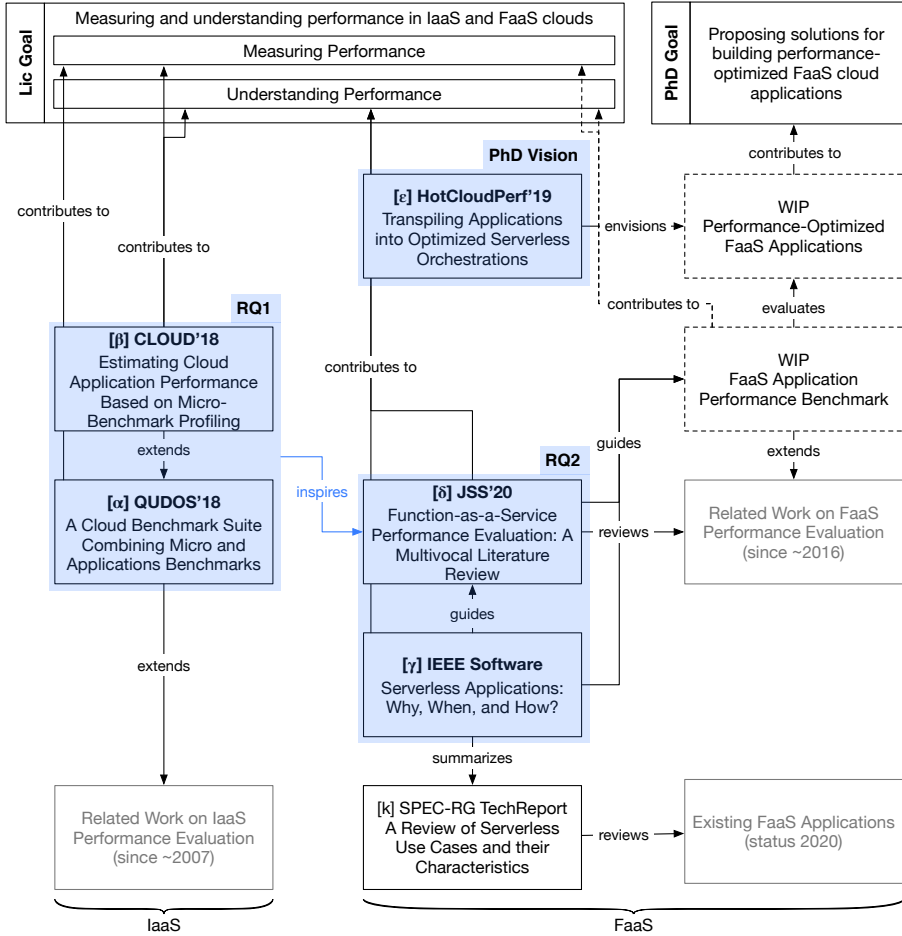 Lic Goal
Measuring and understanding performance in IaaS and FaaS clouds
Measuring Performance
Understanding Performance
PhD Goal
Proposing solutions for
building performance-
optimized FaaS cloud
applications
contributes to
contributes to
contributes to
PhD Vision
[ε] HotCloudPerf'19
Transpiling Applications
into Optimized Serverless
Orchestrations
envisions
WIP
Performance-Optimized
FaaS Applications
contributes to
evaluates
RQ1
[β] CLOUD'18
Estimating Cloud
Application Performance
Based on Micro-
Benchmark Profiling
contributes to
WIP
FaaS Application
Performance Benchmark
extends
guides
extends
inspires
RQ2
[α] QUDOS'18
A Cloud Benchmark Suite
Combining Micro and
Applications Benchmarks
[δ] JSS'20
Function-as-a-Service
Performance Evaluation: A
Multivocal Literature
Review
reviews
Related Work on FaaS
Performance Evaluation
(since ~2016)
guides
extends
[γ] IEEE Software
Serverless Applications:
Why, When, and How?
summarizes
Related Work on IaaS
Performance Evaluation
(since ~2007)
[k] SPEC-RG TechReport
A Review of Serverless
Use Cases and their
Characteristics
reviews
Existing FaaS Applications
(status 2020)
IaaS
FaaS